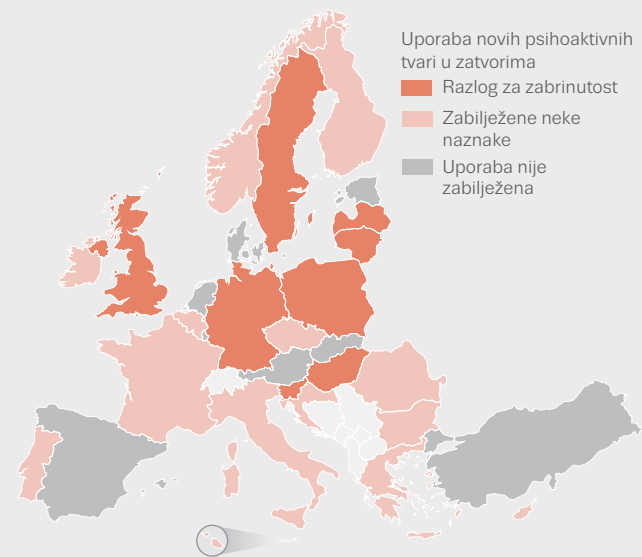 Uporaba novih psihoaktivnih
tvari u zatvorima
Razlog za zabrinutost
Zabilježene neke
naznake
Uporaba nije
zabilježena